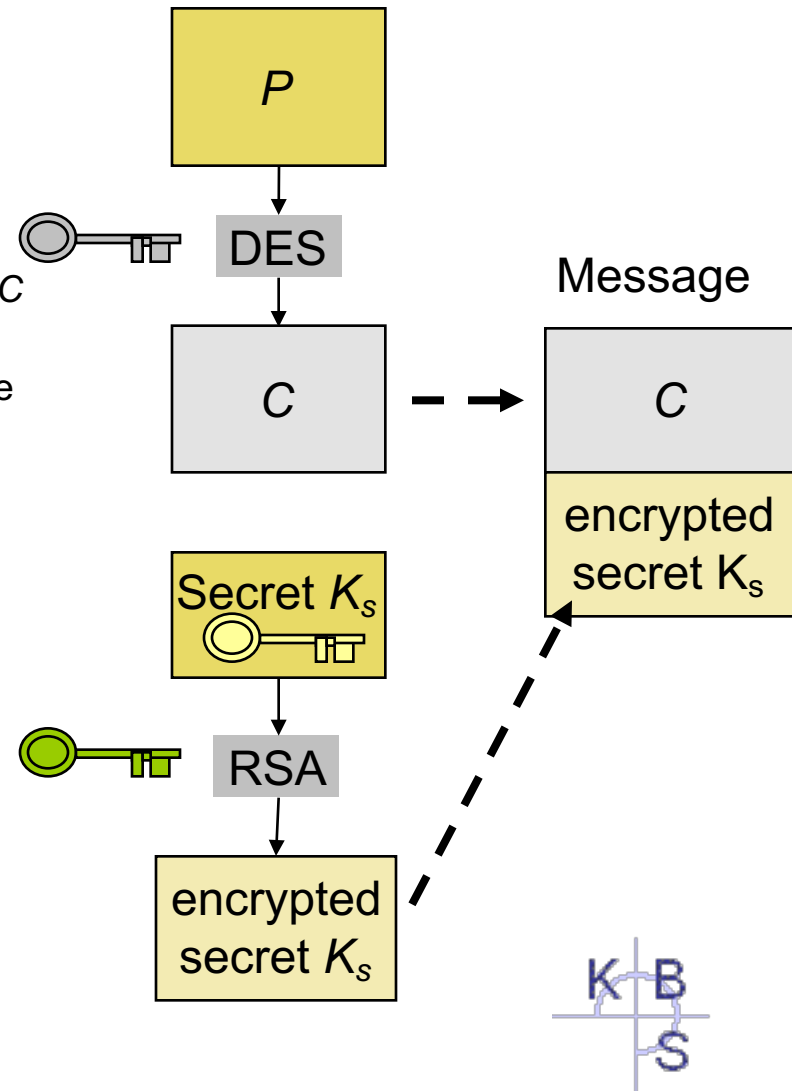 P
DES
C
e
Message
C
C
encrypted
secret Ks
Secret Ks
RSA
encrypted
secret Ks
K B
S